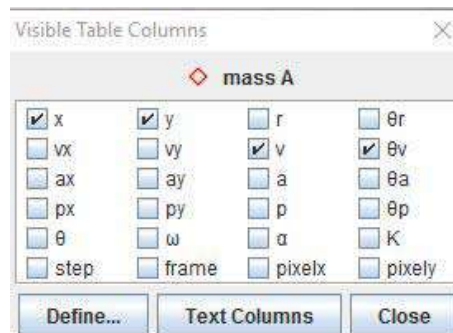 Visible Table Columns
mass A
x y r θr
vx vy v θv
ax ay a θa
px py p θp
θ ω α K
step frame pixelx pixely
Define... Text Columns Close